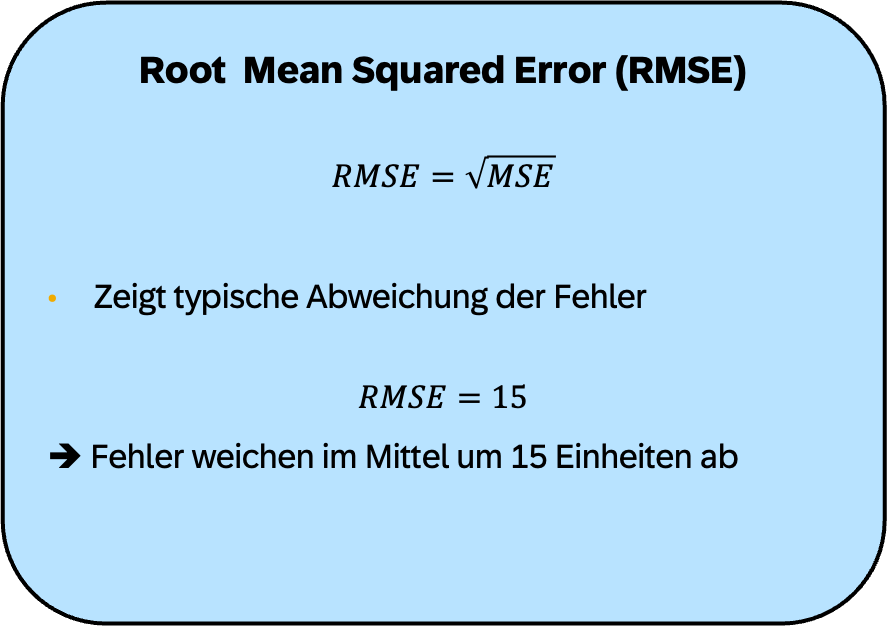 Root  Mean Squared Error (RMSE)
RMSE = √MSE
• Zeigt typische Abweichung der Fehler
RMSE = 15
➔ Fehler weichen im Mittel um 15 Einheiten ab